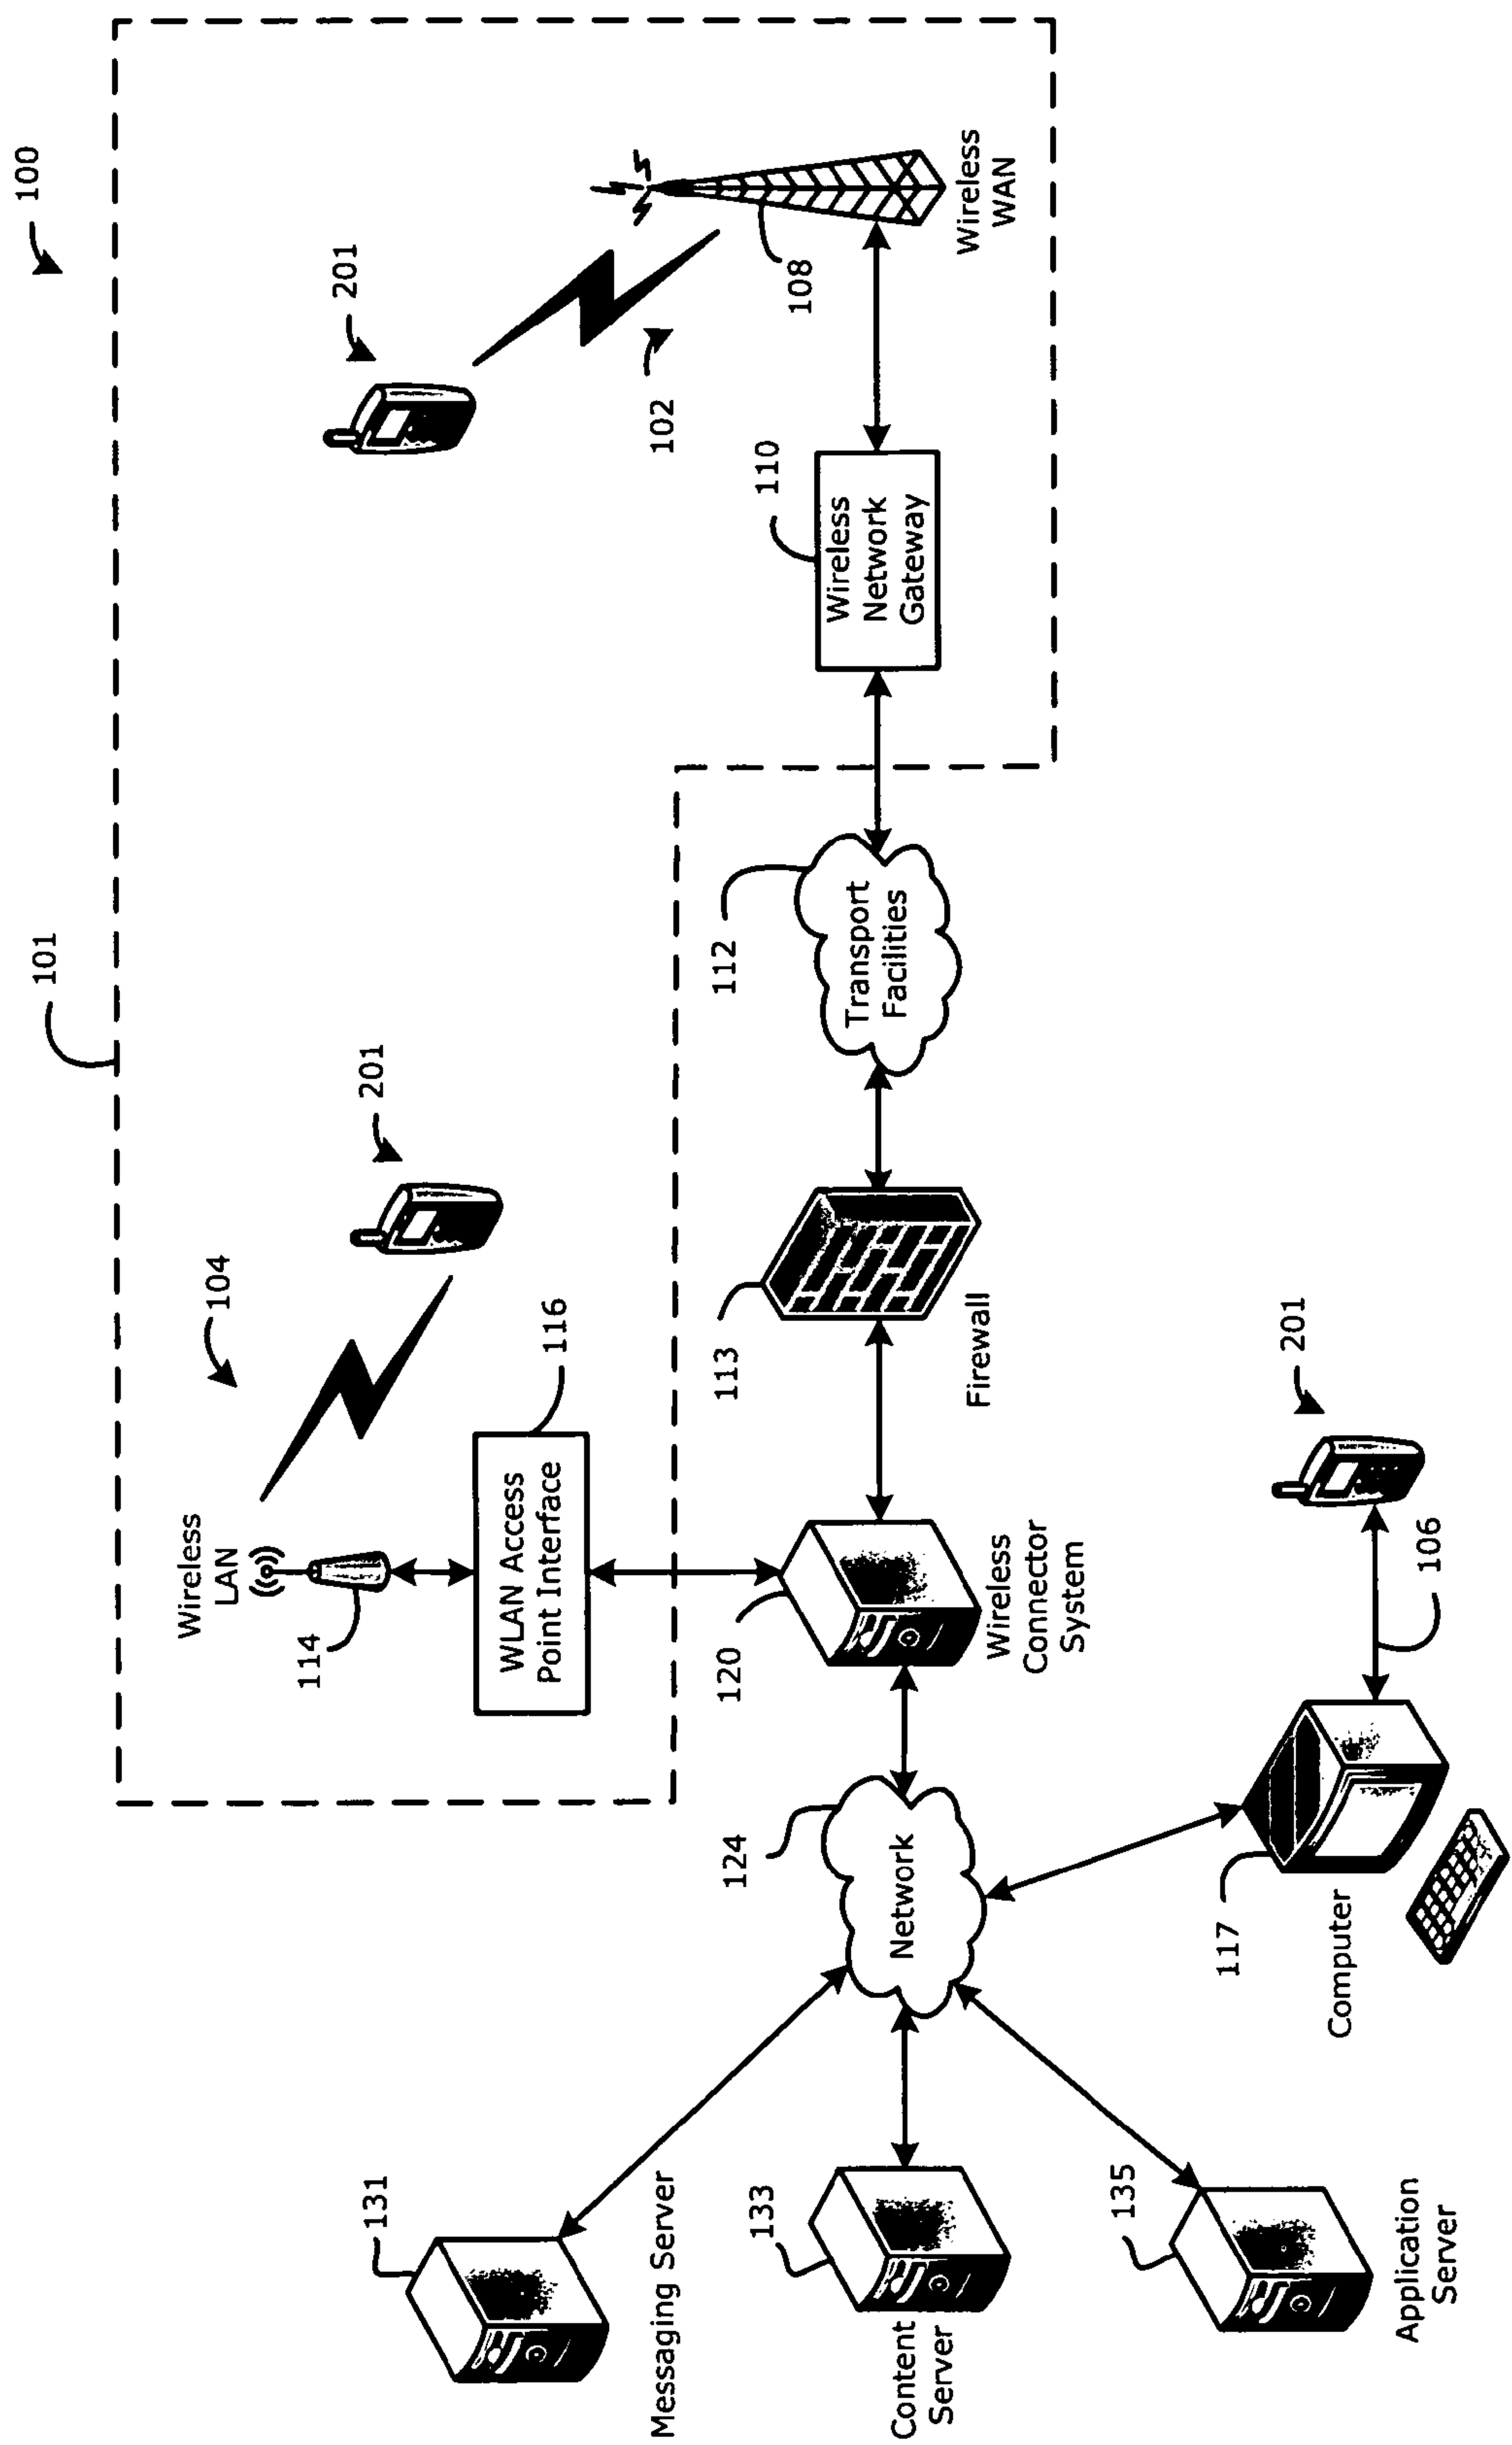 100
101
104
Wireless
LAN
114
WLAN Access
Point Interface
116
201
201
102
108
Wireless
WAN
110
Wireless
Network
Gateway
112
Transport
Facilities
113
Firewall
120
Wireless
Connector
System
124
Network
131
Messaging Server
133
Content
Server
135
Application
Server
117
Computer
106
201